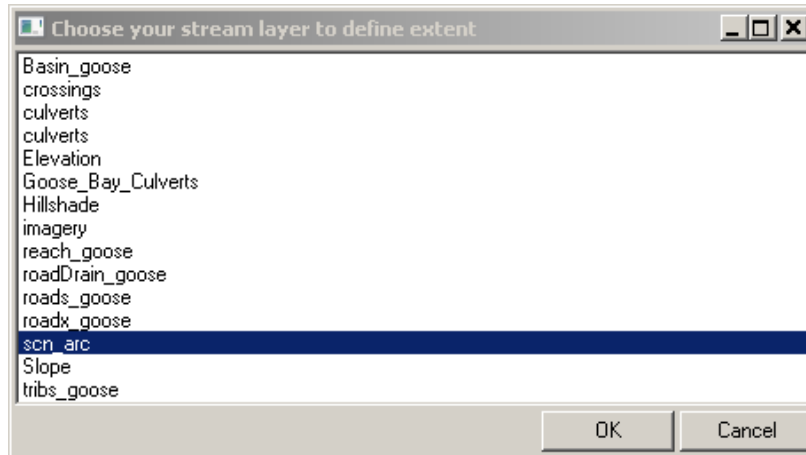 Choose your stream layer to define extent
Basin_goose
crossings
culverts
culverts
Elevation
Goose_Bay_Culverts
Hillshade
imagery
reach_goose
roadDrain_goose
roads_goose
roadx_goose
scn_arc
Slope
tribs_goose
OK
Cancel